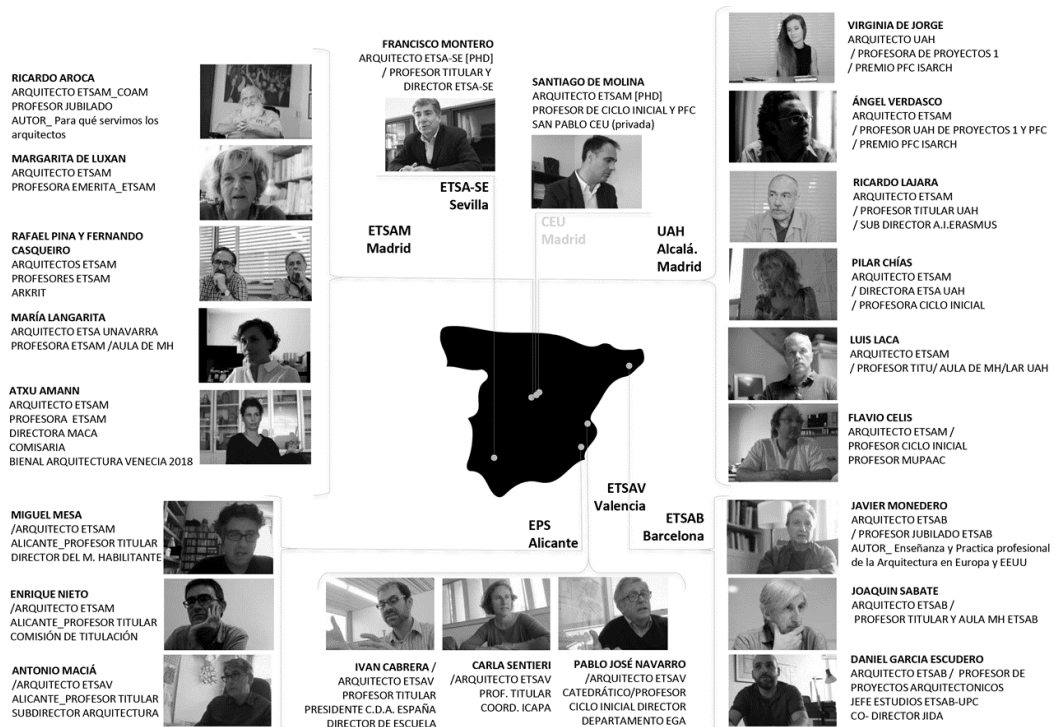 RICARDO AROCA
ARQUITECTO ETSAM_COAM
PROFESOR JUBILADO
AUTOR_ Para qué servimos los
arquitectos
MARGARITA DE LUXAN
ARQUITECTO ETSAM
PROFESORA EMERITA_ETSAM
RAFAEL PINA Y FERNANDO
CASQUEIRO
ARQUITECTOS ETSAM
PROFESORES ETSAM
ARKRIT
MARÍA LANGARITA
ARQUITECTO ETSA UNAVARRA
PROFESORA ETSAM /AULA DE MH
ATXU AMANN
ARQUITECTO ETSAM
PROFESORA ETSAM
DIRECTORA MACA
COMISARIA
BIENAL ARQUITECTURA VENECIA 2018
FRANCISCO MONTERO
ARQUITECTO ETSA-SE [PHD]
/ PROFESOR TITULAR Y
DIRECTOR ETSA-SE
ETSA-SE
Sevilla
SANTIAGO DE MOLINA
ARQUITECTO ETSAM [PHD]
PROFESOR DE CICLO INICIAL Y PFC
SAN PABLO CEU (privada)
CEU
Madrid
ETSAM
Madrid
UAH
Alcalá.
Madrid
VIRGINIA DE JORGE
ARQUITECTO UAH
/ PROFESORA DE PROYECTOS 1
/ PREMIO PFC ISARCH
ÁNGEL VERDASCO
ARQUITECTO ETSAM
/ PROFESOR UAH DE PROYECTOS 1 Y PFC
/ PREMIO PFC ISARCH
RICARDO LAJARA
ARQUITECTO ETSAM
/ PROFESOR TITULAR UAH
/ SUB DIRECTOR A.I.ERASMUS
PILAR CHÍAS
ARQUITECTO ETSAM
/ DIRECTORA ETSA UAH
/ PROFESORA CICLO INICIAL
LUIS LACA
ARQUITECTO ETSAM
/ PROFESOR TITU/ AULA DE MH/LAR UAH
FLAVIO CELIS
ARQUITECTO ETSAM /
PROFESOR CICLO INICIAL
PROFESOR MUPAAC
ETSAV
Valencia
ETSAB
Barcelona
EPS
Alicante
MIGUEL MESA
/ARQUITECTO ETSAM
ALICANTE_PROFESOR TITULAR
DIRECTOR DEL M. HABILITANTE
ENRIQUE NIETO
/ARQUITECTO ETSAM
ALICANTE_PROFESOR TITULAR
COMISIÓN DE TITULACIÓN
ANTONIO MACIÁ
/ARQUITECTO ETSAV
ALICANTE_PROFESOR TITULAR
SUBDIRECTOR ARQUITECTURA
IVAN CABRERA /
ARQUITECTO ETSAV
PROFESOR TITULAR
PRESIDENTE C.D.A. ESPAÑA
DIRECTOR DE ESCUELA
CARLA SENTIERI
/ARQUITECTO ETSAV
PROF. TITULAR
COORD. ICAPA
PABLO JOSÉ NAVARRO
/ARQUITECTO ETSAV
CATEDRÁTICO/PROFESOR
CICLO INICIAL DIRECTOR
DEPARTAMENTO EGA
JAVIER MONEDERO
ARQUITECTO ETSAB
/ PROFESOR JUBILADO ETSAB
AUTOR_ Enseñanza y Practica profesional
de la Arquitectura en Europa y EEUU
JOAQUIN SABATE
ARQUITECTO ETSAB /
PROFESOR TITULAR Y AULA MH ETSAB
DANIEL GARCIA ESCUDERO
ARQUITECTO ETSAB / PROFESOR DE
PROYECTOS ARQUITECTONICOS
JEFE ESTUDIOS ETSAB-UPC
CO- DIRECTOR JIDA